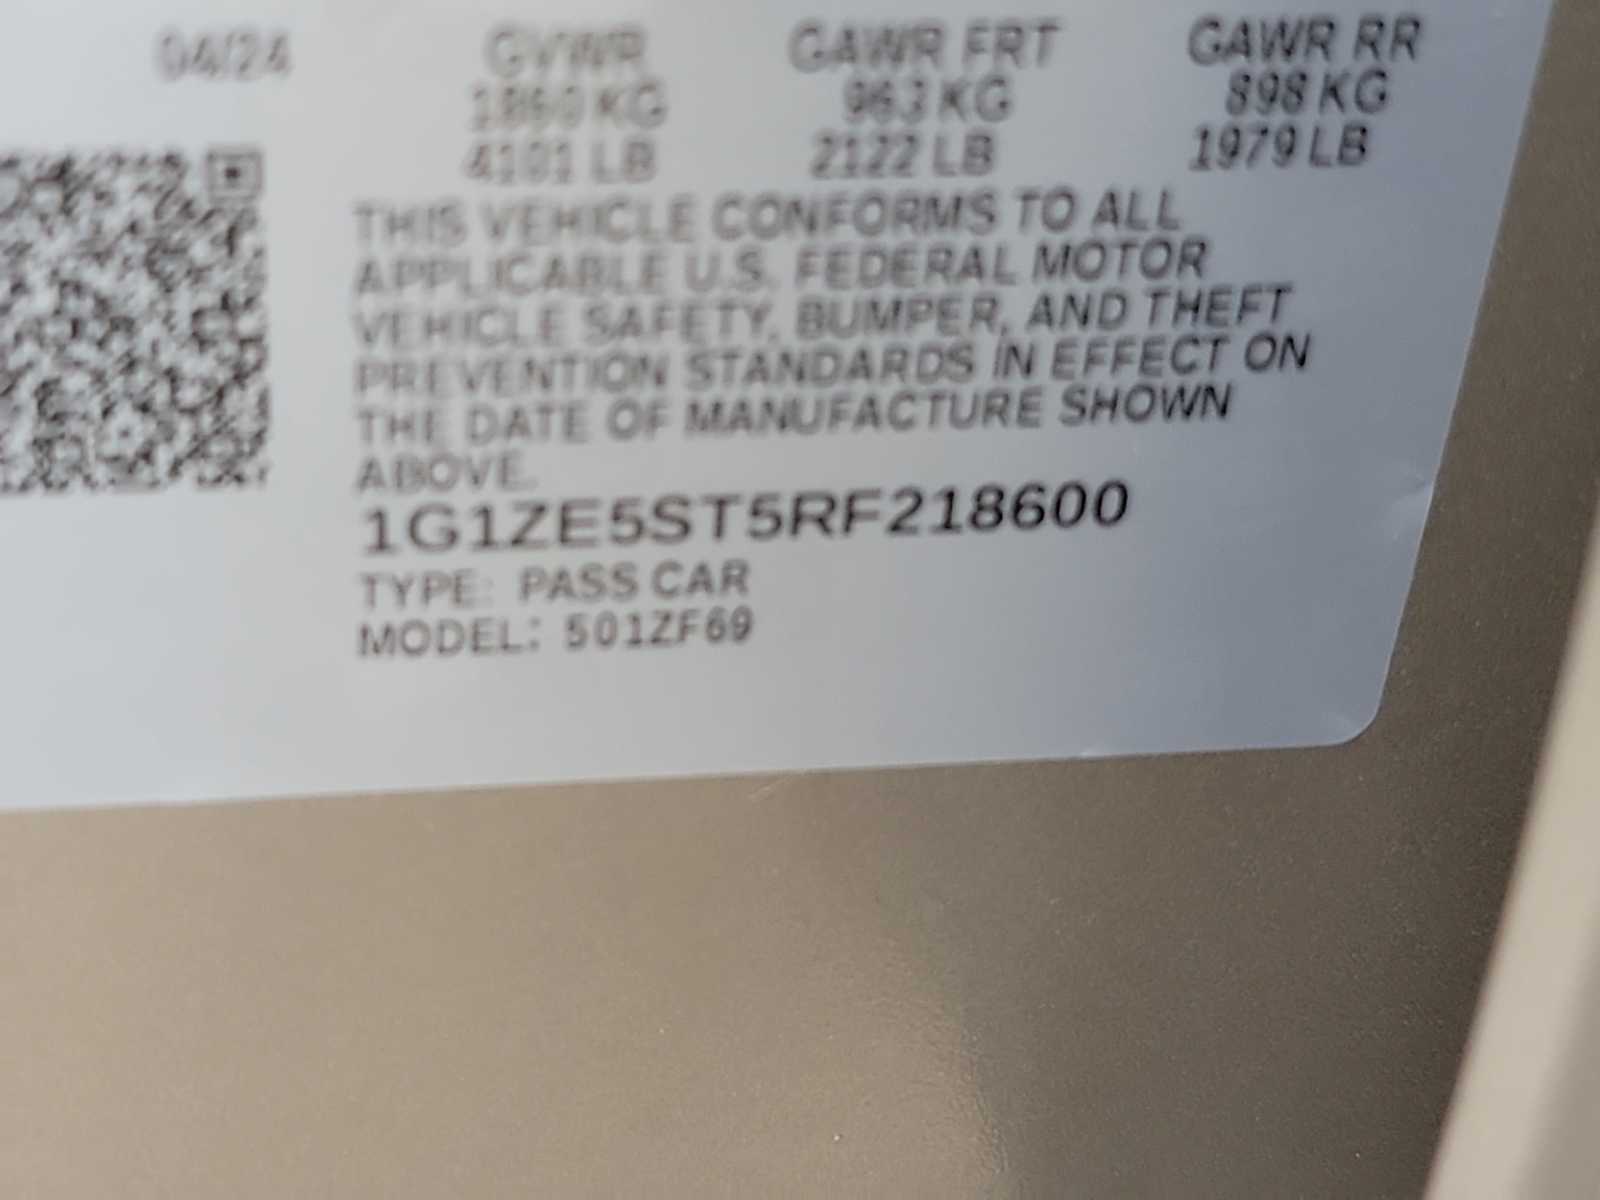 04/24 GVWR GAWR FRT GAWR RR
1860 KG 963 KG 898 KG
4101 LB 2122 LB 1979 LB
THIS VEHICLE CONFORMS TO ALL
APPLICABLE U.S. FEDERAL MOTOR
VEHICLE SAFETY, BUMPER, AND THEFT
PREVENTION STANDARDS IN EFFECT ON
THE DATE OF MANUFACTURE SHOWN
ABOVE.
1G1ZE5ST5RF218600
TYPE: PASS CAR
MODEL: 501ZF69